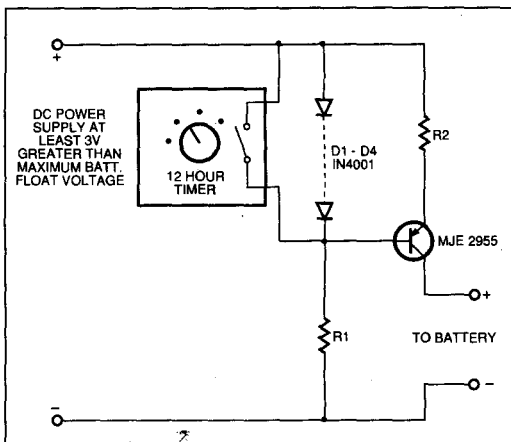 +
DC POWER
SUPPLY AT
LEAST 3V
GREATER THAN
MAXIMUM BATT.
FLOAT VOLTAGE
12 HOUR
TIMER
D1 - D4
IN4001
R2
MJE 2955
+
R1
TO BATTERY
−
−